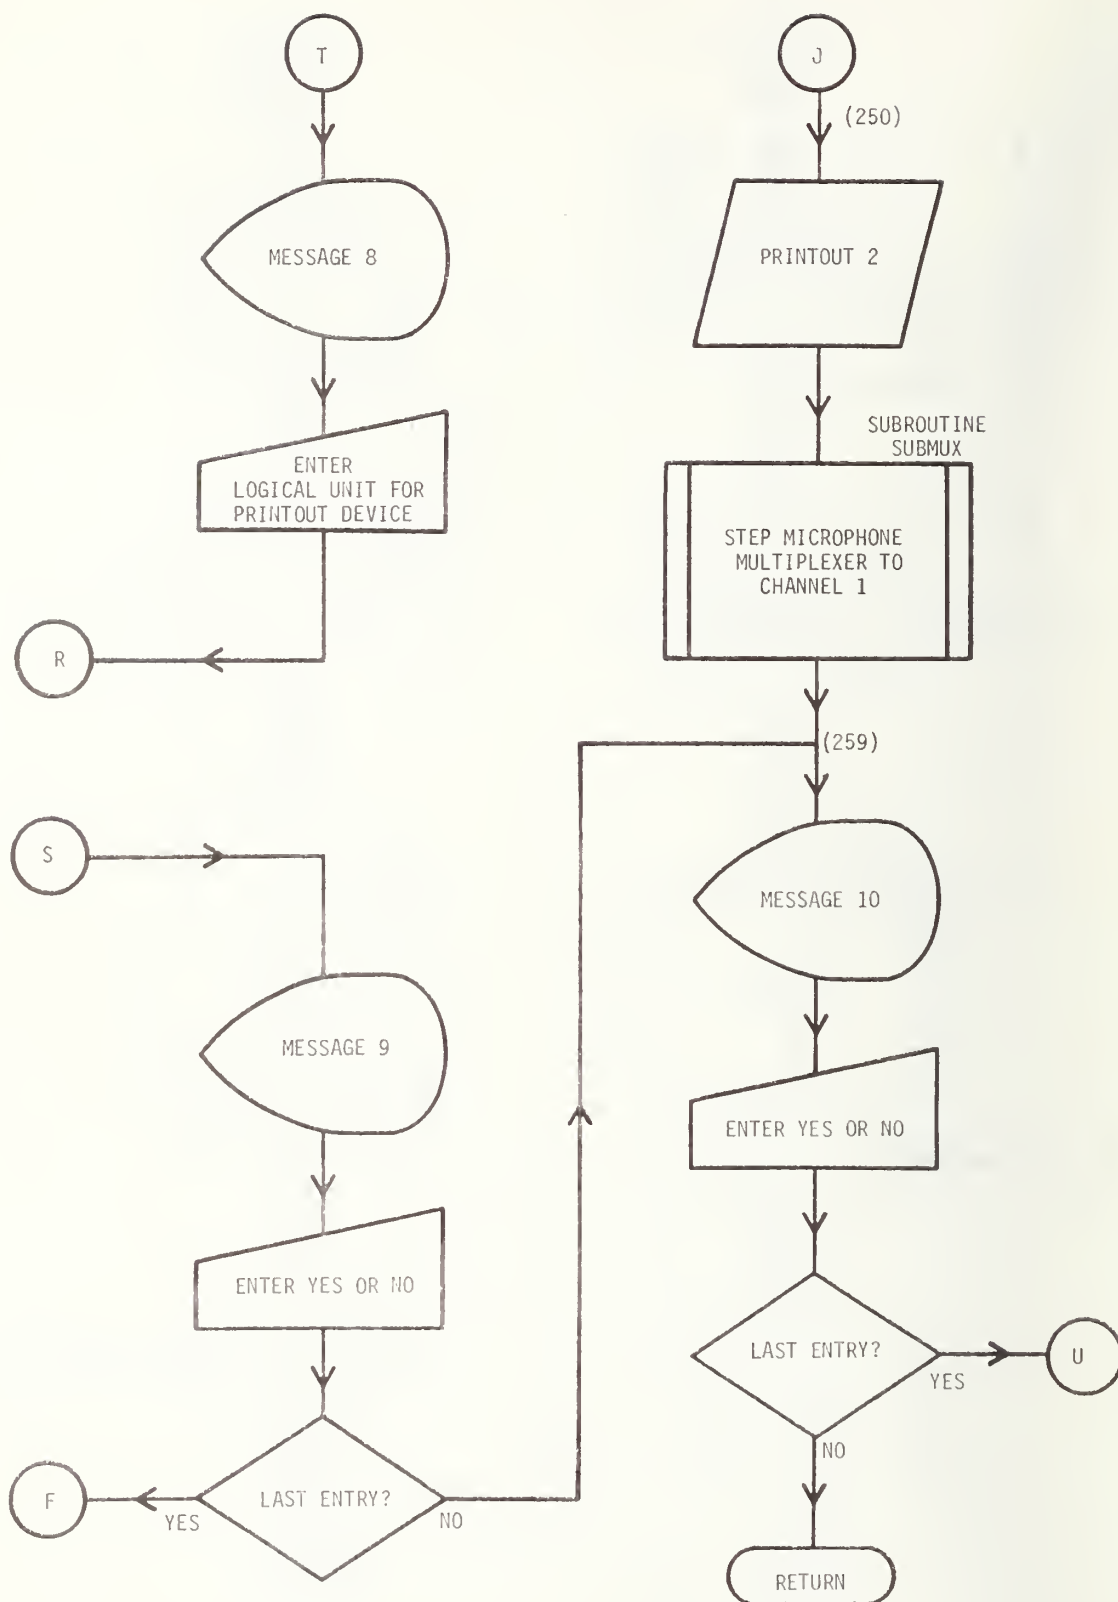 T
MESSAGE 8
ENTER
LOGICAL UNIT FOR
PRINTOUT DEVICE
R
S
MESSAGE 9
ENTER YES OR NO
LAST ENTRY?
YES
NO
F
J
(250)
PRINTOUT 2
SUBROUTINE
SUBMUX
STEP MICROPHONE
MULTIPLEXER TO
CHANNEL 1
(259)
MESSAGE 10
ENTER YES OR NO
LAST ENTRY?
YES
U
NO
RETURN